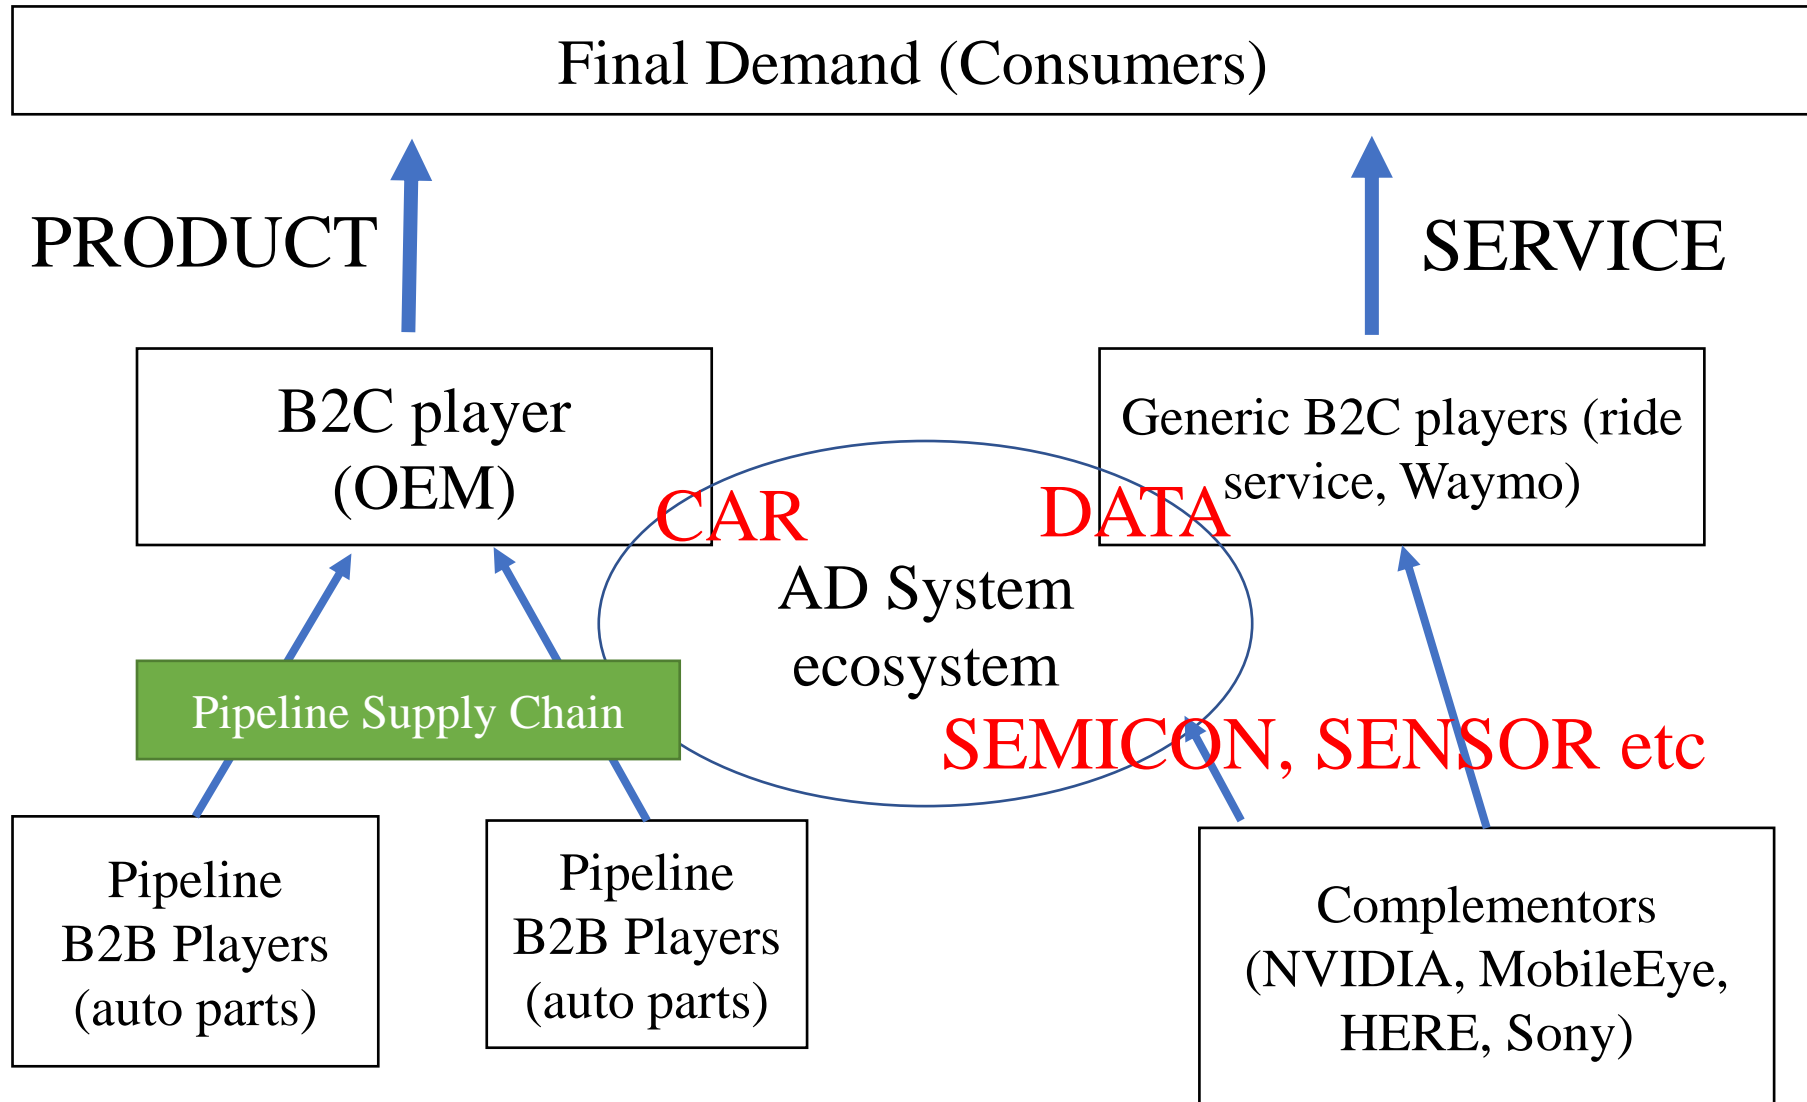 Final Demand (Consumers)
PRODUCT
SERVICE
B2C player
(OEM)
Generic B2C players (ride
service, Waymo)
CAR
DATA
AD System
ecosystem
Pipeline Supply Chain
SEMICON, SENSOR etc
Pipeline
B2B Players
(auto parts)
Pipeline
B2B Players
(auto parts)
Complementors
(NVIDIA, MobileEye,
HERE, Sony)